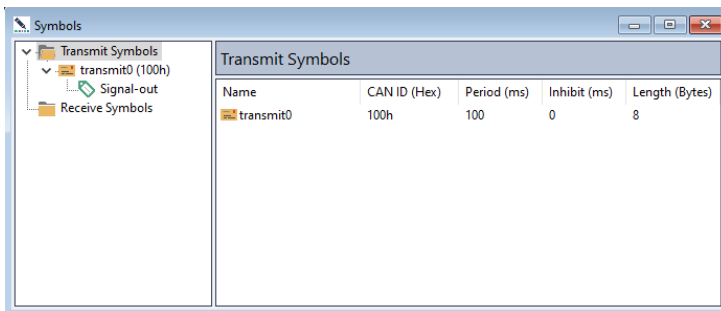 Symbols
Transmit Symbols
transmit0 (100h)
Signal-out
Receive Symbols
Transmit Symbols
Name CAN ID (Hex) Period (ms) Inhibit (ms) Length (Bytes)
transmit0 100h 100 0 8